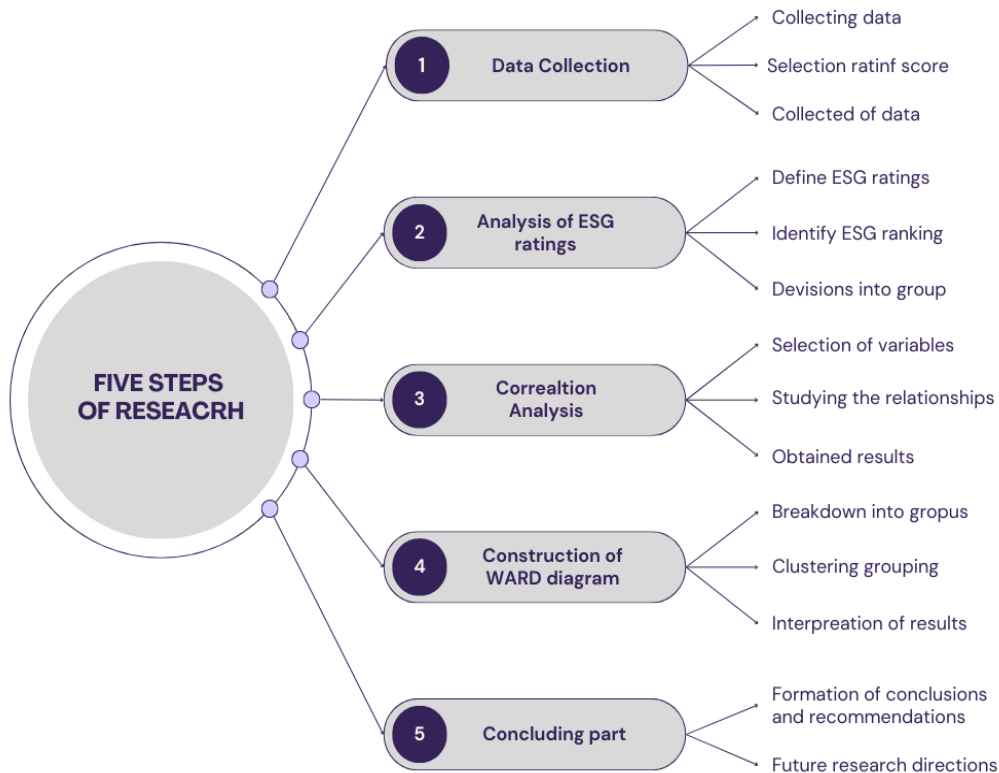 FIVE STEPS
OF RESEACRH
1
Data Collection
Collecting data
Selection ratinf score
Collected of data
2
Analysis of ESG
ratings
Define ESG ratings
Identify ESG ranking
Devisions into group
3
Correaltion
Analysis
Selection of variables
Studying the relationships
Obtained results
4
Construction of
WARD diagram
Breakdown into gropus
Clustering grouping
Interpreation of results
5
Concluding part
Formation of conclusions
and recommendations
Future research directions